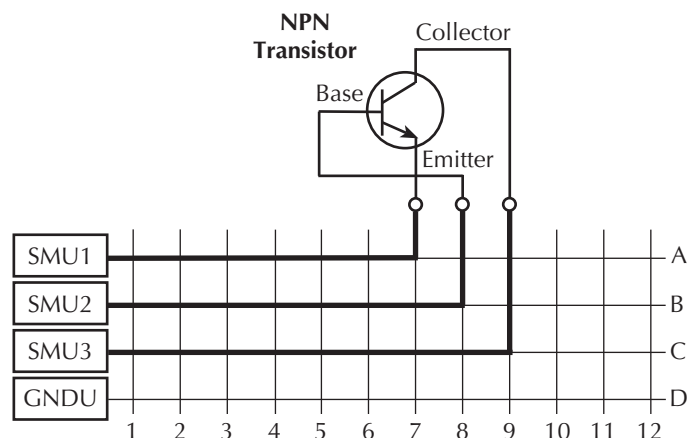 NPN
Transistor
Collector
Base
Emitter
SMU1
A
SMU2
B
SMU3
C
GNDU
D
1 2 3 4 5 6 7 8 9 10 11 12